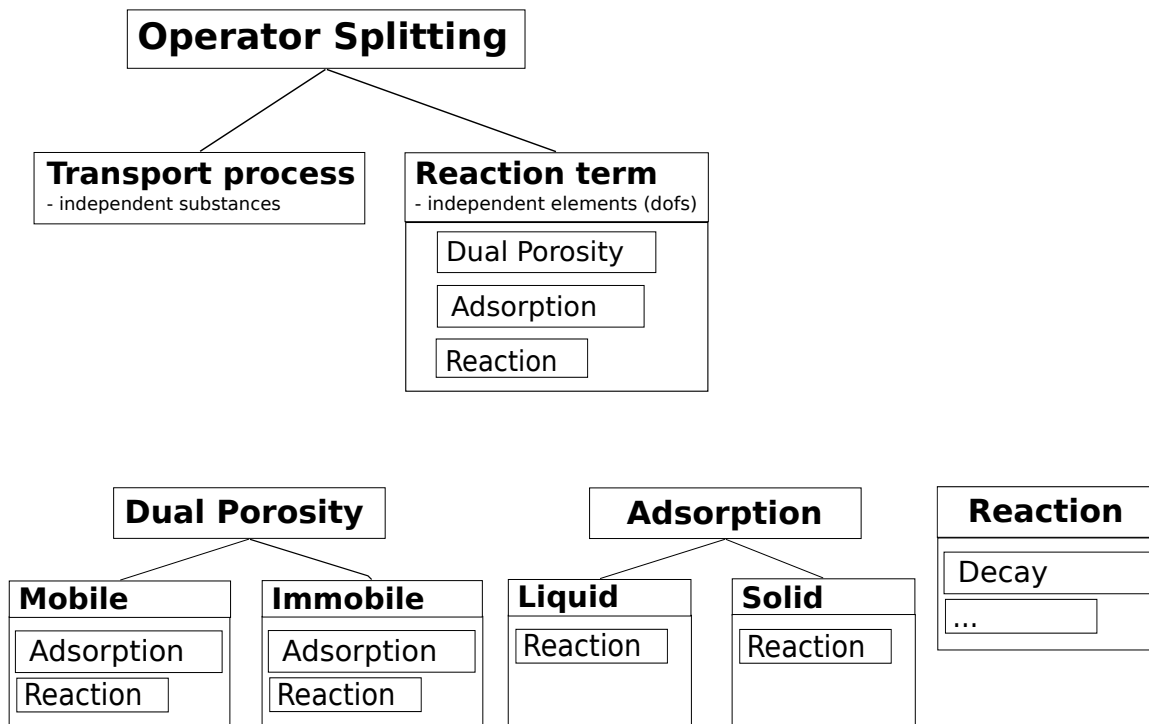 Operator Splitting
Transport process
- independent substances
Reaction term
- independent elements (dofs)
Dual Porosity
Adsorption
Reaction
Dual Porosity
Mobile
Adsorption
Reaction
Immobile
Adsorption
Reaction
Adsorption
Liquid
Reaction
Solid
Reaction
Reaction
Decay
...